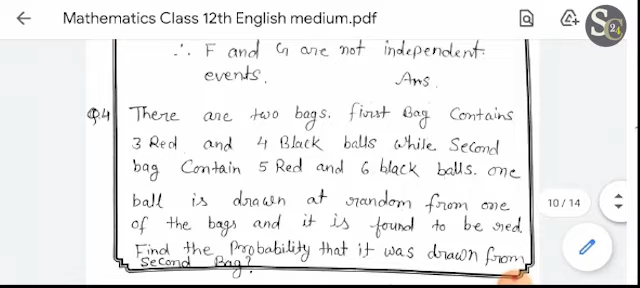 Mathematics Class 12th English medium.pdf
SC
24
∴ F and G are not independent
events.
Ans.
Q.4 There are two bags. first Bag Contains
3 Red and 4 Black balls while Second
bag Contain 5 Red and 6 black balls. one
ball is drawn at random from one
of the bags and it is found to be red.
Find the Probability that it was drawn from
Second Bag?
10 / 14